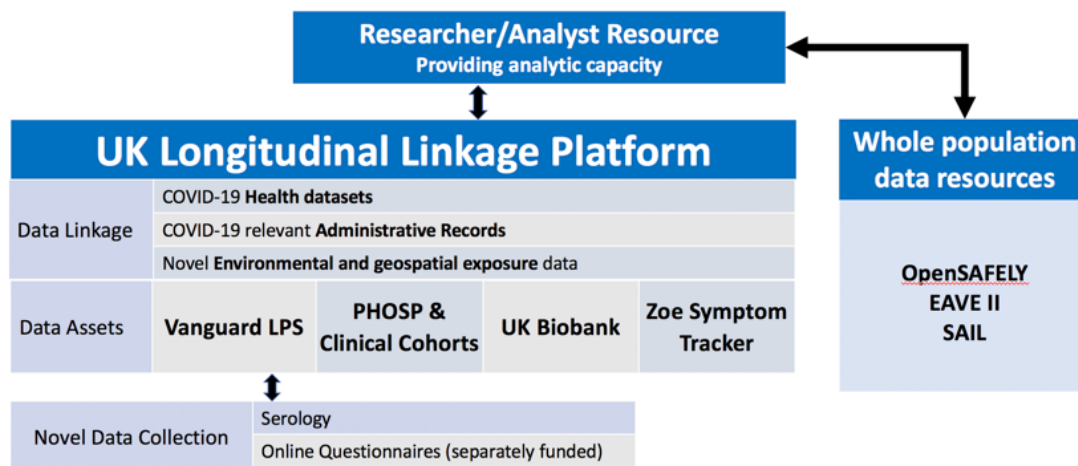 Researcher/Analyst Resource
Providing analytic capacity
UK Longitudinal Linkage Platform
Data Linkage
COVID-19 Health datasets
COVID-19 relevant Administrative Records
Novel Environmental and geospatial exposure data
Data Assets
Vanguard LPS
PHOSP &
Clinical Cohorts
UK Biobank
Zoe Symptom
Tracker
Novel Data Collection
Serology
Online Questionnaires (separately funded)
Whole population
data resources
OpenSAFELY
EAVE II
SAIL